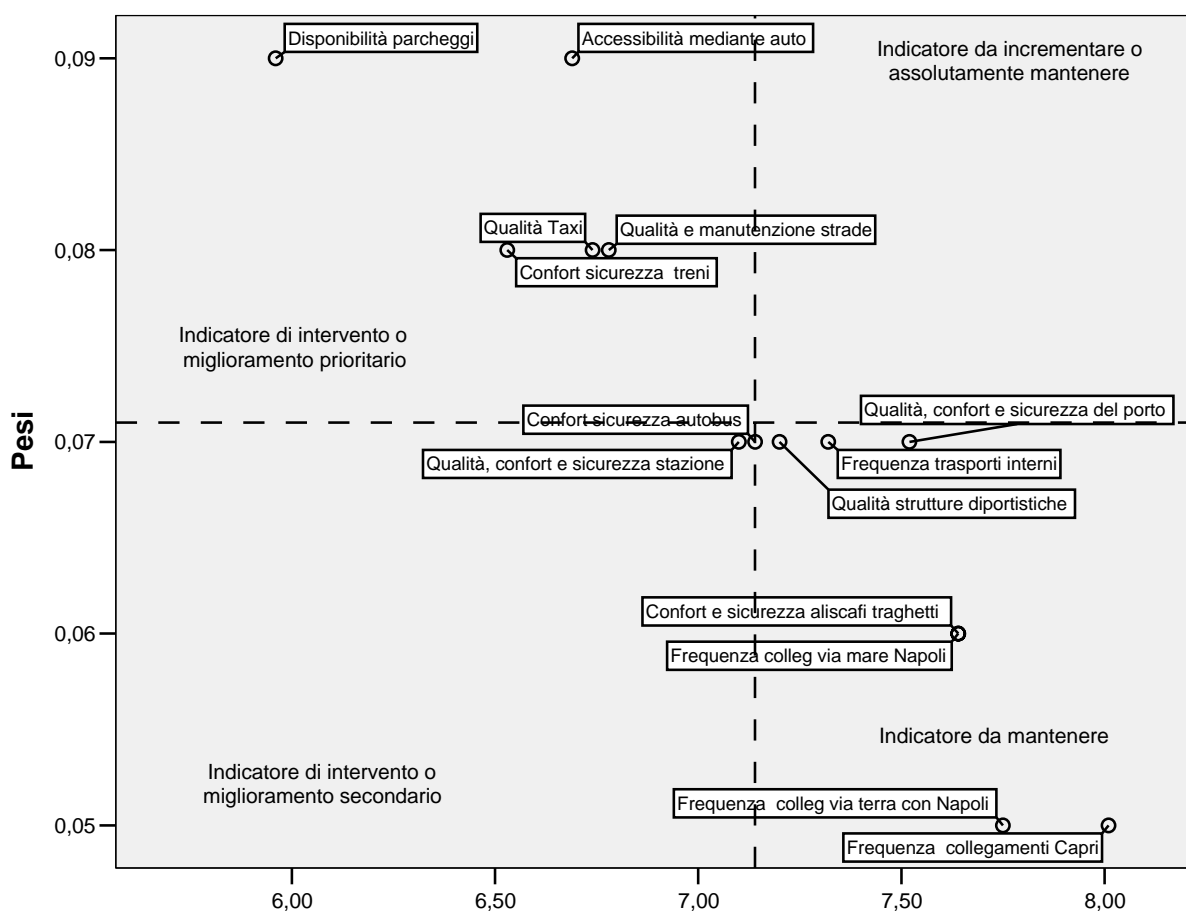 Disponibilità parcheggi
Accessibilità mediante auto
Indicatore da incrementare o
assolutamente mantenere
0,09
Qualità Taxi
Qualità e manutenzione strade
0,08
Confort sicurezza  treni
Indicatore di intervento o
miglioramento prioritario
Pesi
Confort sicurezza autobus
Qualità, confort e sicurezza del porto
0,07
Qualità, confort e sicurezza stazione
Frequenza trasporti interni
Qualità strutture diportistiche
Confort e sicurezza aliscafi traghetti
0,06
Frequenza colleg via mare Napoli
Indicatore da mantenere
Indicatore di intervento o
miglioramento secondario
Frequenza  colleg via terra con Napoli
0,05
Frequenza  collegamenti Capri
6,00 6,50 7,00 7,50 8,00